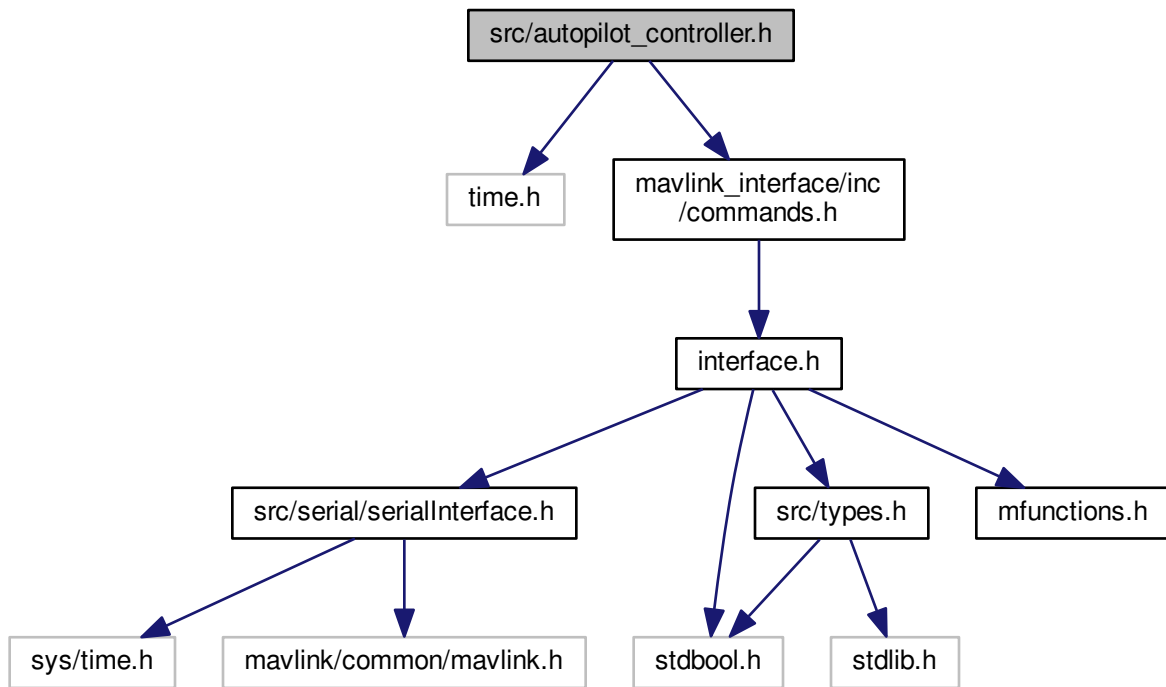 src/autopilot_controller.h
time.h
mavlink_interface/inc
/commands.h
interface.h
src/serial/serialInterface.h
src/types.h
mfunctions.h
sys/time.h
mavlink/common/mavlink.h
stdbool.h
stdlib.h